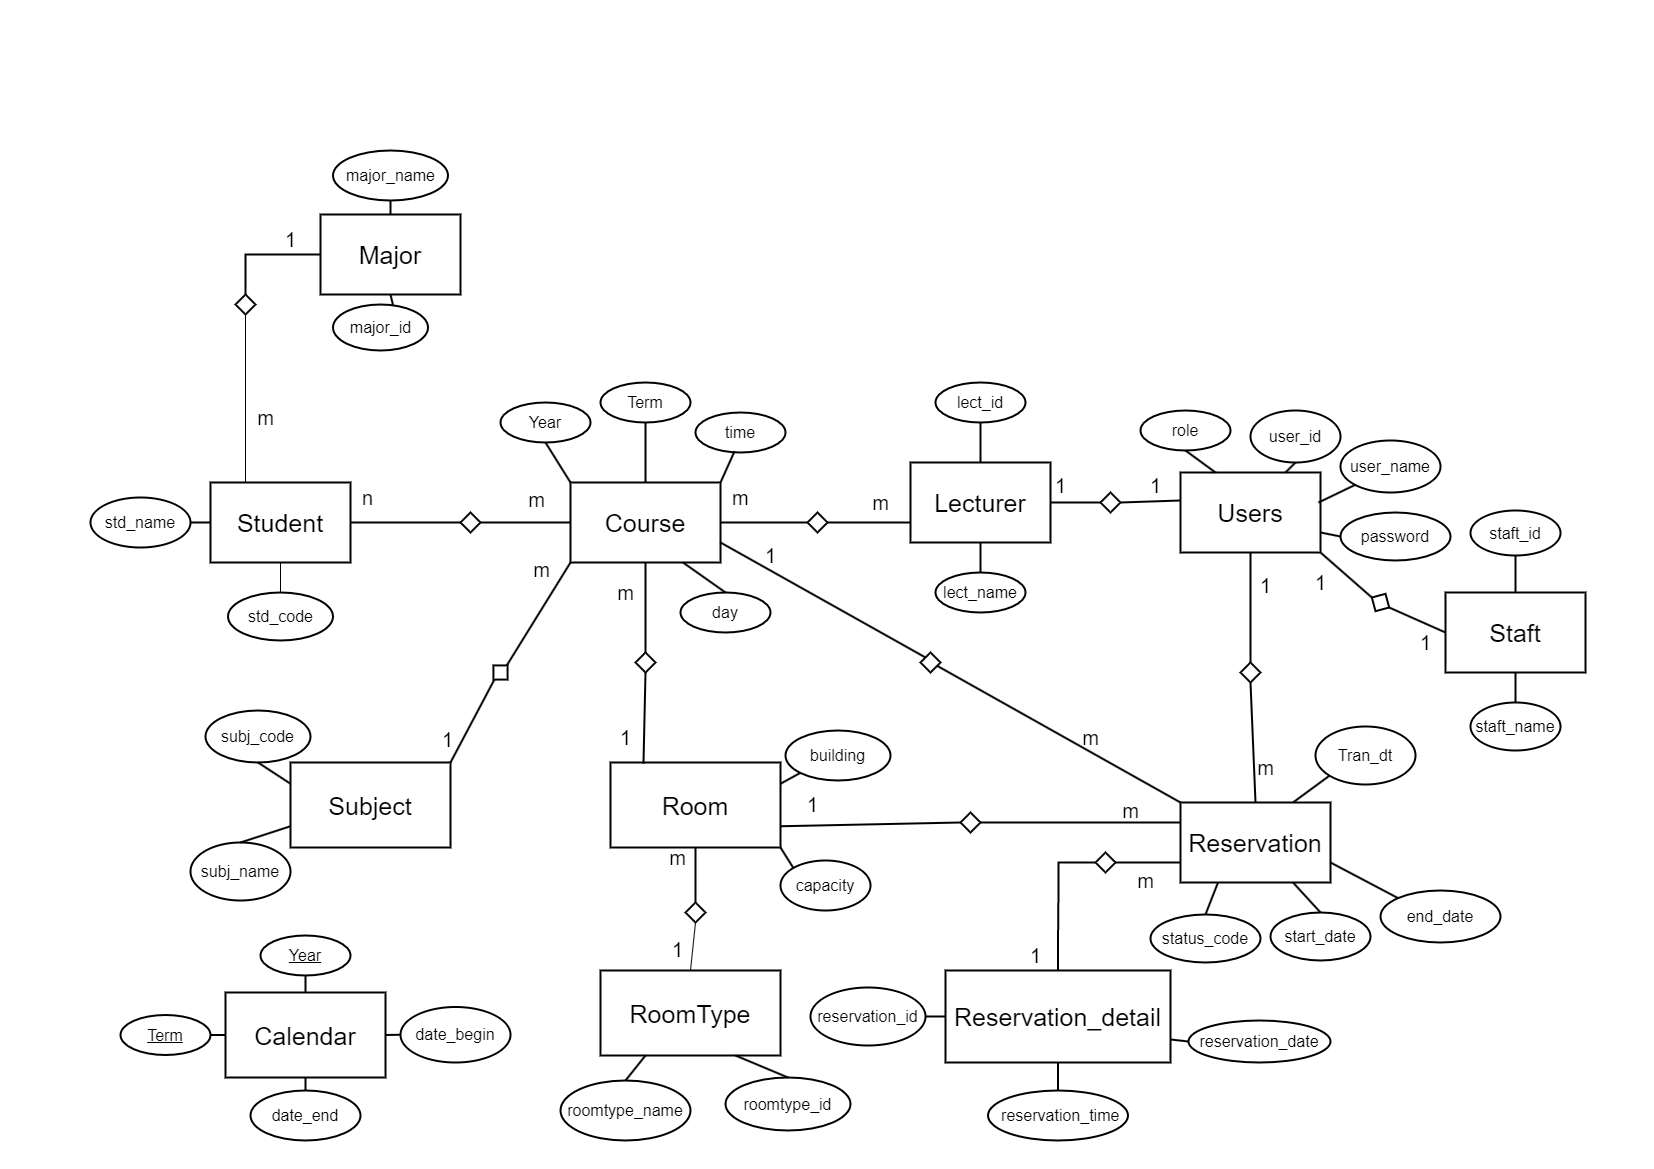 major_name
1
Major
major_id
m
lect_id
Year
Term
time
role
user_id
user_name
n
m
m
m
1
1
std_name
Student
Course
Lecturer
Users
password
staft_id
m
m
1
1
1
day
lect_name
std_code
Staft
1
staft_name
subj_code
1
1
m
building
m
Tran_dt
Subject
Room
1
m
Reservation
subj_name
m
capacity
m
status_code
start_date
end_date
Year
1
1
Term
Calendar
date_begin
RoomType
reservation_id
Reservation_detail
reservation_date
date_end
roomtype_name
roomtype_id
reservation_time